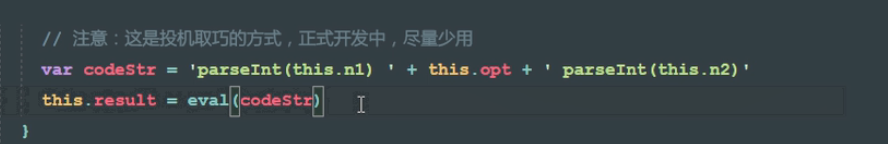 // 注意：这是投机取巧的方式，正式开发中，尽量少用
var codeStr = 'parseInt(this.n1) ' + this.opt + ' parseInt(this.n2)'
this.result = eval(codeStr)
}